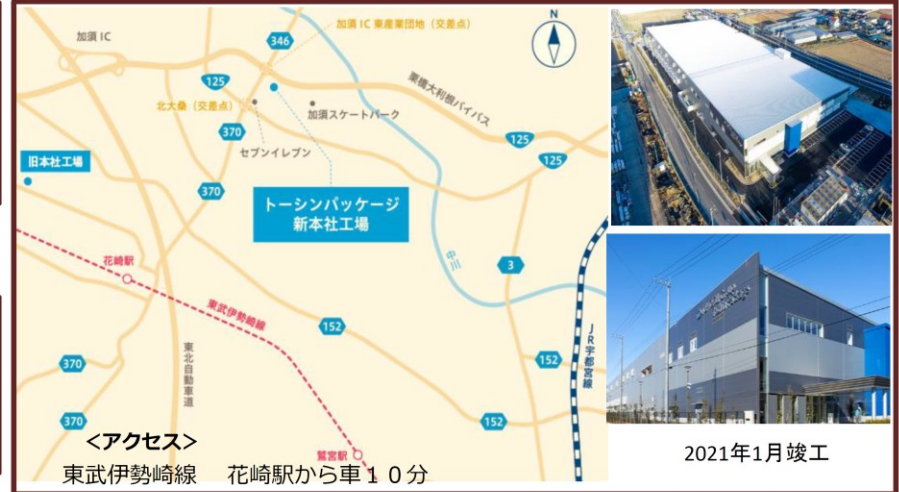 N
加須IC東産業団地(交差点)
加須IC
346
125
栗橋大利根バイパス
北大桑(交差点)
加須スケートパーク
370
セブンイレブン
125
125
旧本社工場
370
トーシンパッケージ
新本社工場
中川
花崎駅
3
東武伊勢崎線
152
東北自動車道
JR宇都宮線
370
152
370
152
鷲宮駅
<アクセス>
東武伊勢崎線 花崎駅から車10分
2021年1月竣工